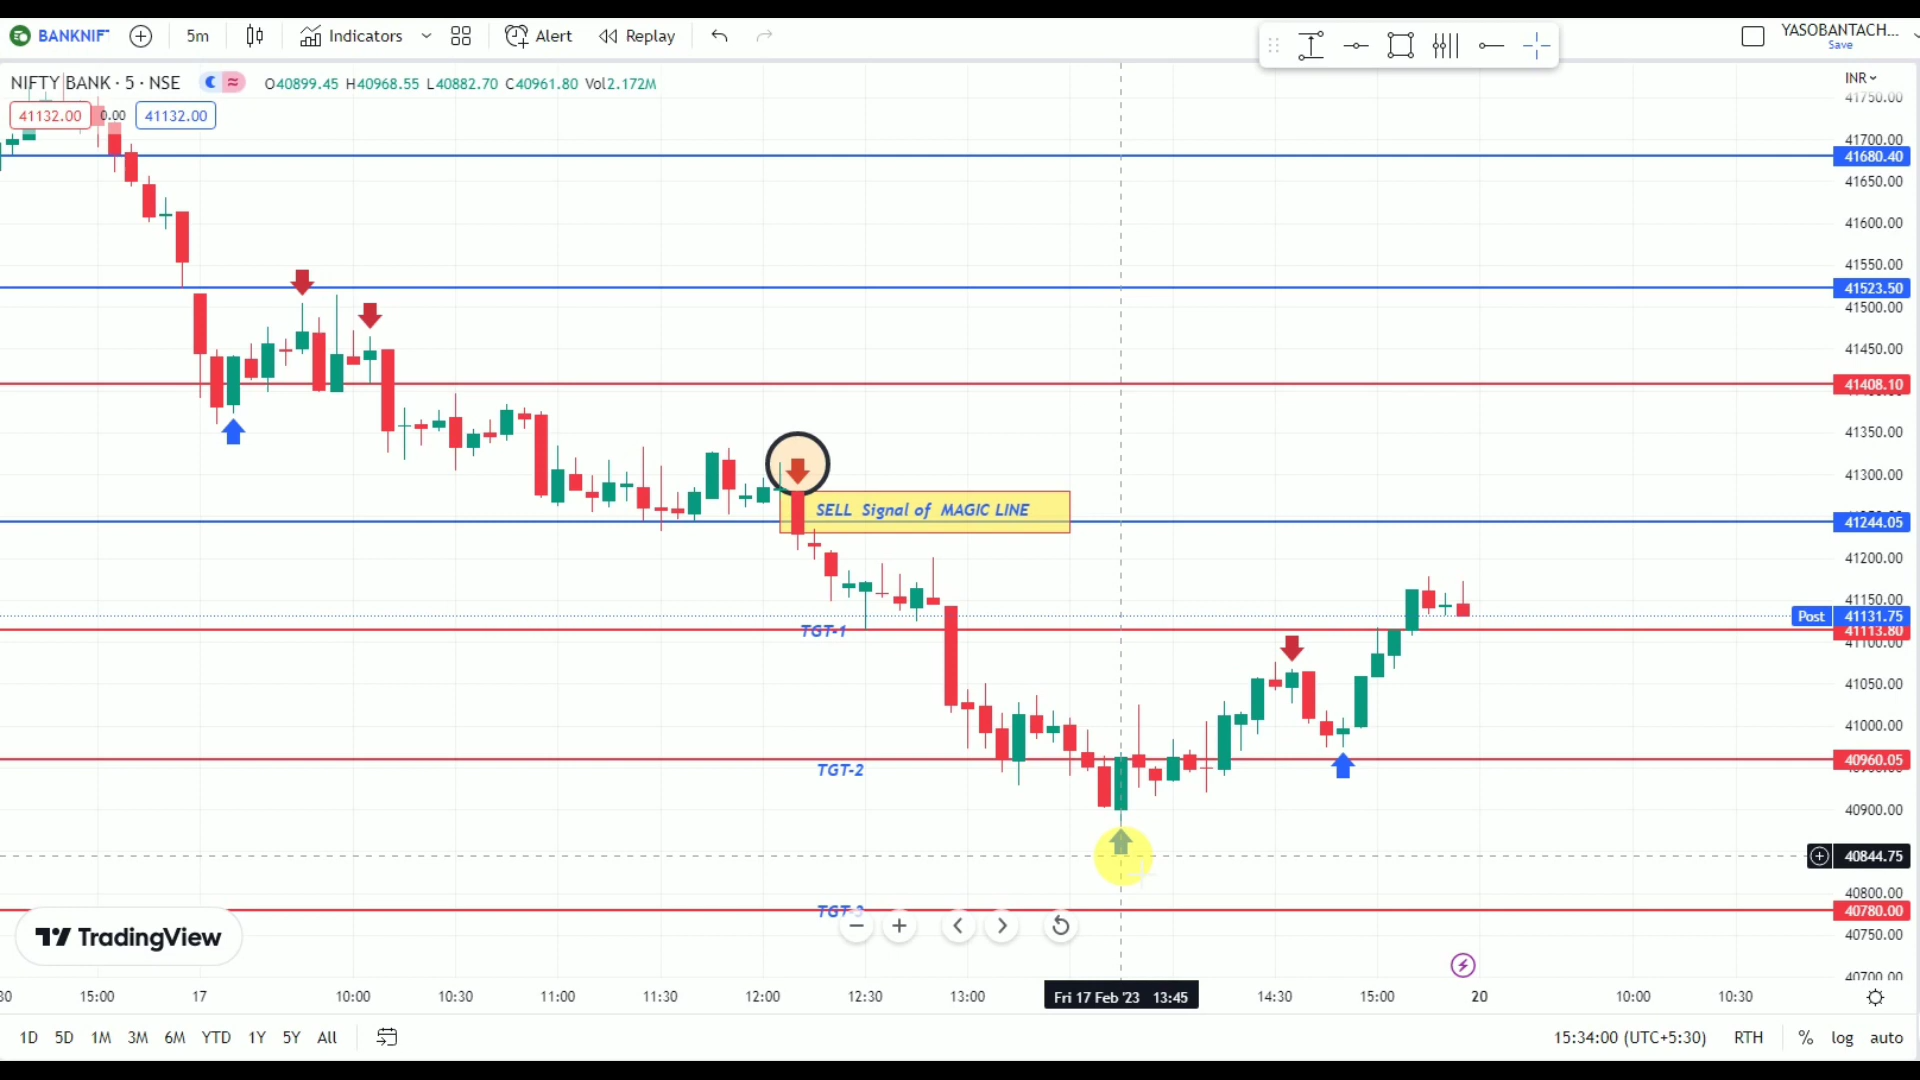 BANKNIF
5m
Indicators
Alert
Replay
YASOBANTACH...
Save
NIFTY BANK · 5 · NSE
O40899.45 H40968.55 L40882.70 C40961.80 Vol2.172M
41132.00 0.00 41132.00
INR
41750.00
41700.00
41680.40
41650.00
41600.00
41550.00
41523.50
41500.00
41450.00
41408.10
41350.00
41300.00
SELL Signal of MAGIC LINE
41244.05
41200.00
41150.00
Post 41131.75
TGT-1
41113.80
41100.00
41050.00
41000.00
40960.05
TGT-2
40900.00
40844.75
40800.00
TGT-3
40780.00
TradingView
40750.00
40700.00
30 15:00 17 10:00 10:30 11:00 11:30 12:00 12:30 13:00 Fri 17 Feb '23 13:45 14:30 15:00 20 10:00 10:30
1D 5D 1M 3M 6M YTD 1Y 5Y All
15:34:00 (UTC+5:30) RTH % log auto